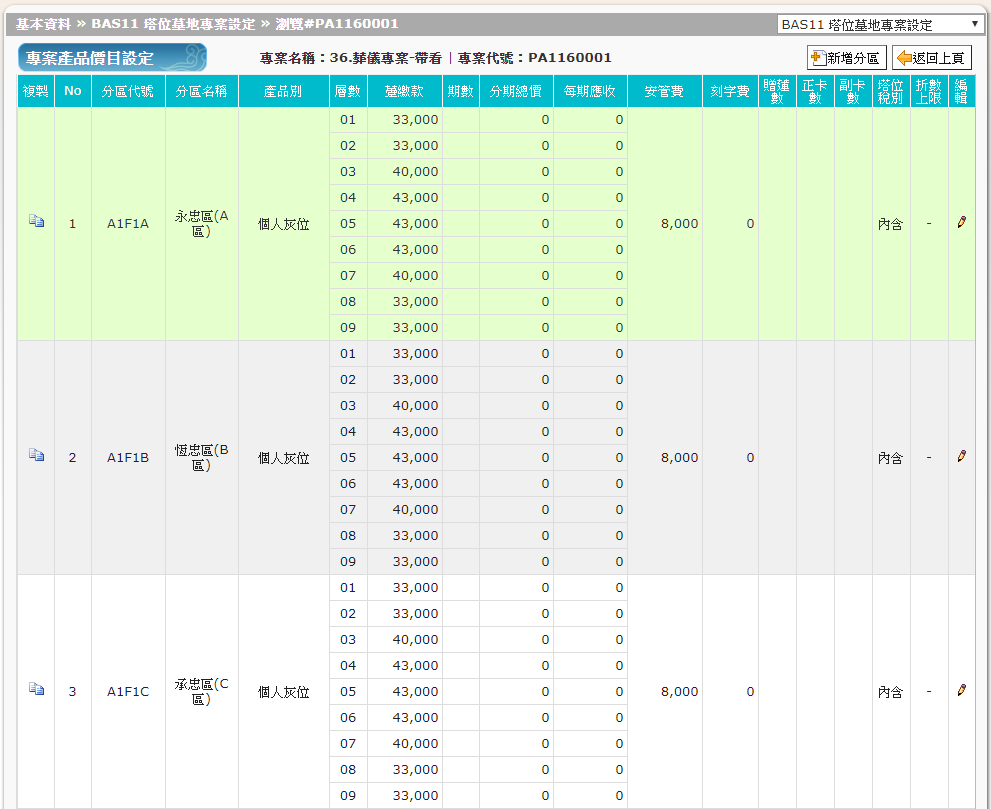 基本資料 » BAS11 塔位墓地專案設定 » 瀏覽#PA1160001
BAS11 塔位墓地專案設定
專案產品價目設定
專案名稱：36.葬儀專案-帶看 | 專案代號：PA1160001
新增分區
返回上頁
複製 No 分區代號 分區名稱 產品別 層數 蓮繳款 期數 分期總價 每期應收 安管費 刻字費 贈蓮數 正卡數 副卡數 塔位稅別 折數上限 編輯
01 33,000 0 0
02 33,000 0 0
03 40,000 0 0
04 43,000 0 0
1 A1F1A 永忠區(A區) 個人灰位 05 43,000 0 0 8,000 0 內含 -
06 43,000 0 0
07 40,000 0 0
08 33,000 0 0
09 33,000 0 0
01 33,000 0 0
02 33,000 0 0
03 40,000 0 0
04 43,000 0 0
2 A1F1B 恆忠區(B區) 個人灰位 05 43,000 0 0 8,000 0 內含 -
06 43,000 0 0
07 40,000 0 0
08 33,000 0 0
09 33,000 0 0
01 33,000 0 0
02 33,000 0 0
03 40,000 0 0
04 43,000 0 0
3 A1F1C 承忠區(C區) 個人灰位 05 43,000 0 0 8,000 0 內含 -
06 43,000 0 0
07 40,000 0 0
08 33,000 0 0
09 33,000 0 0